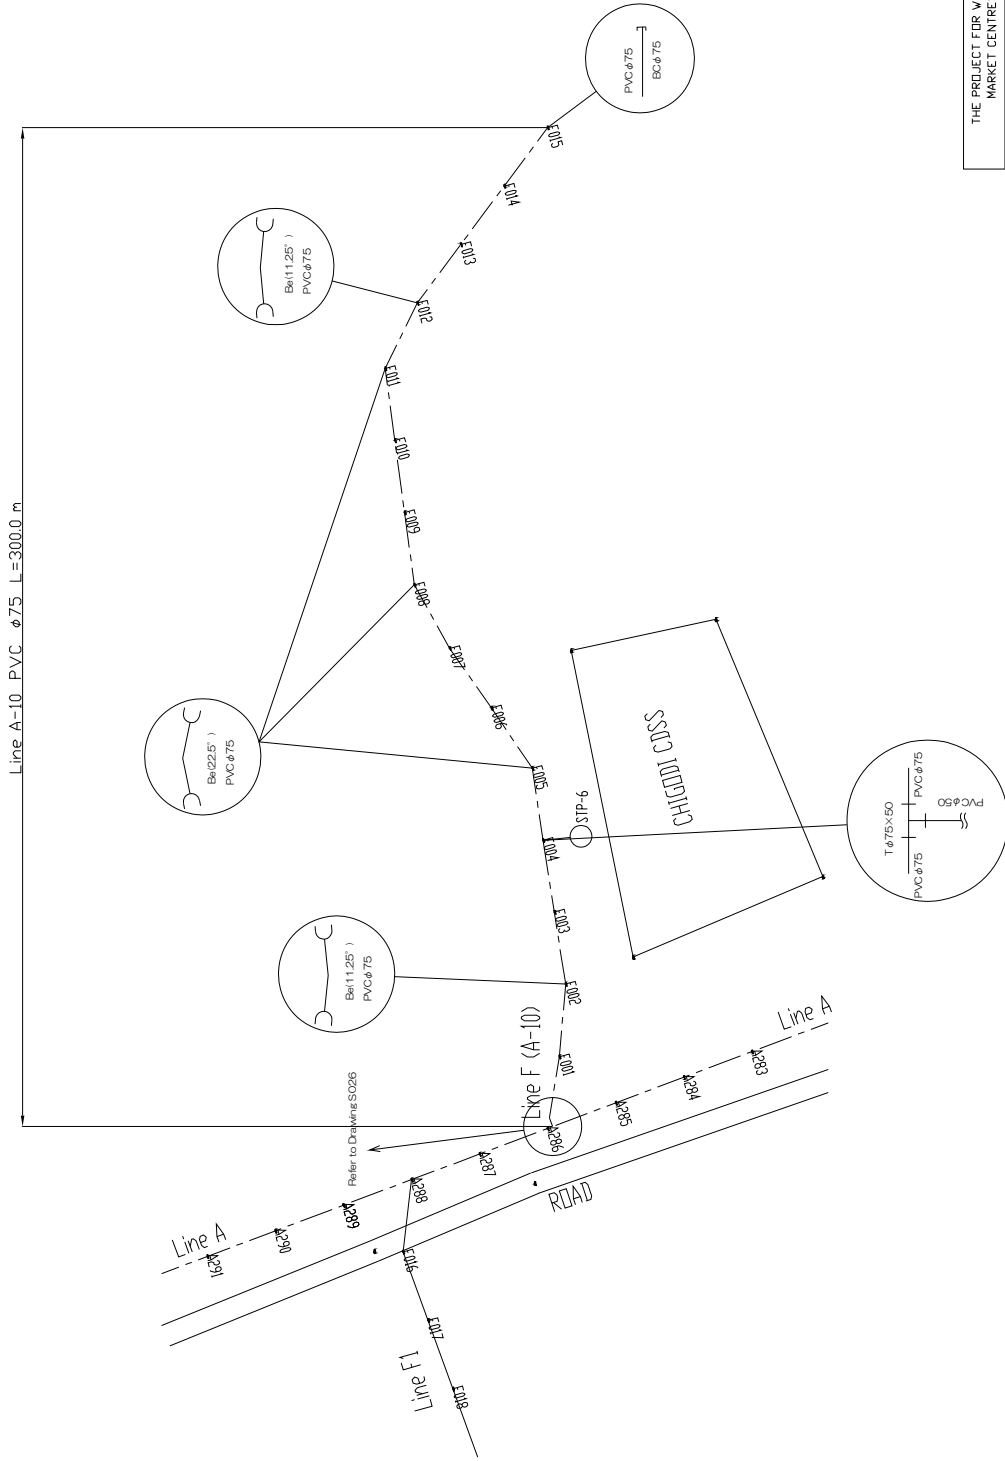 Line A-10 PVC φ75 L=300.0 m
PVCφ75
BCφ75
THE PROJECT FOR W
MARKET CENTRE
Be(11.25°)
PVCφ75
Be(22.5°)
PVCφ75
Be(11.25°)
PVCφ75
F015
F014
F013
F012
F011
F010
F009
F008
F007
F006
F005
F004
F003
F002
F001
STP-6
CHIGODI CDSS
Tφ75×50
PVCφ75
PVCφ75
PVCφ50
Line F (A-10)
Refer to Drawing S026
Line A
A283
A284
A285
A286
A287
A288
A289
A290
A291
Line A
ROAD
F016
F017
F018
Line F1